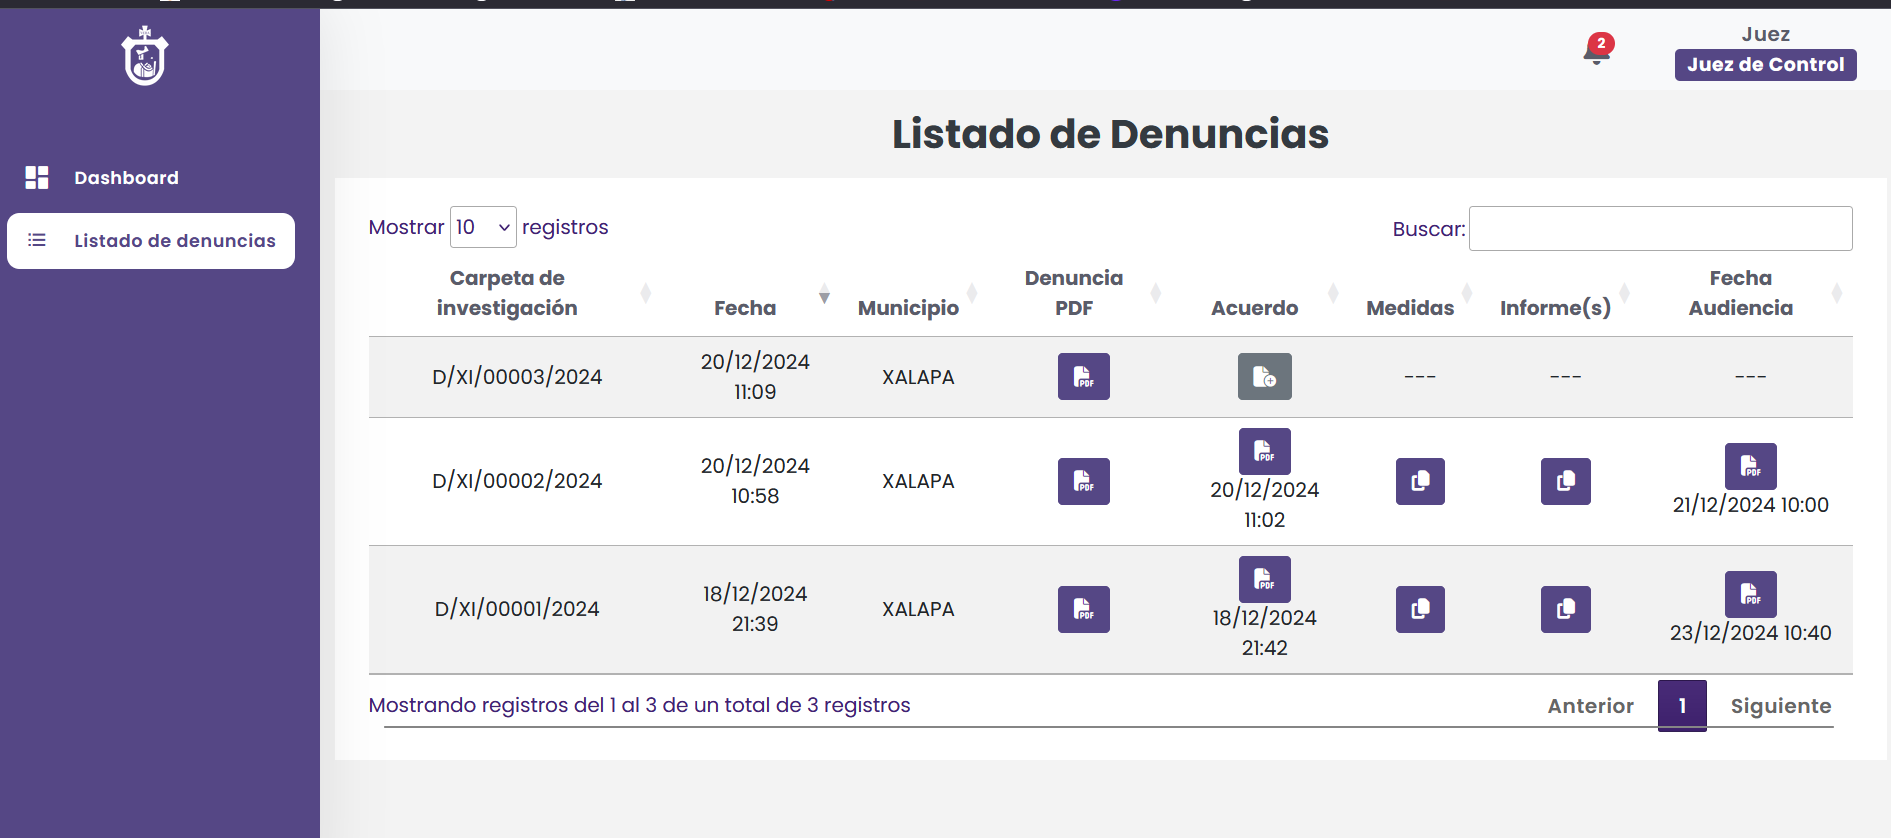 2
Juez
Juez de Control
Dashboard
Listado de denuncias
Listado de Denuncias
Mostrar 10 registros
Buscar:
Carpeta de
investigación
Fecha
Municipio
Denuncia
PDF
Acuerdo
Medidas
Informe(s)
Fecha
Audiencia
D/XI/00003/2024
20/12/2024
11:09
XALAPA
PDF
---
---
---
D/XI/00002/2024
20/12/2024
10:58
XALAPA
PDF
PDF
20/12/2024
11:02
PDF
21/12/2024 10:00
D/XI/00001/2024
18/12/2024
21:39
XALAPA
PDF
PDF
18/12/2024
21:42
PDF
23/12/2024 10:40
Mostrando registros del 1 al 3 de un total de 3 registros
Anterior 1 Siguiente